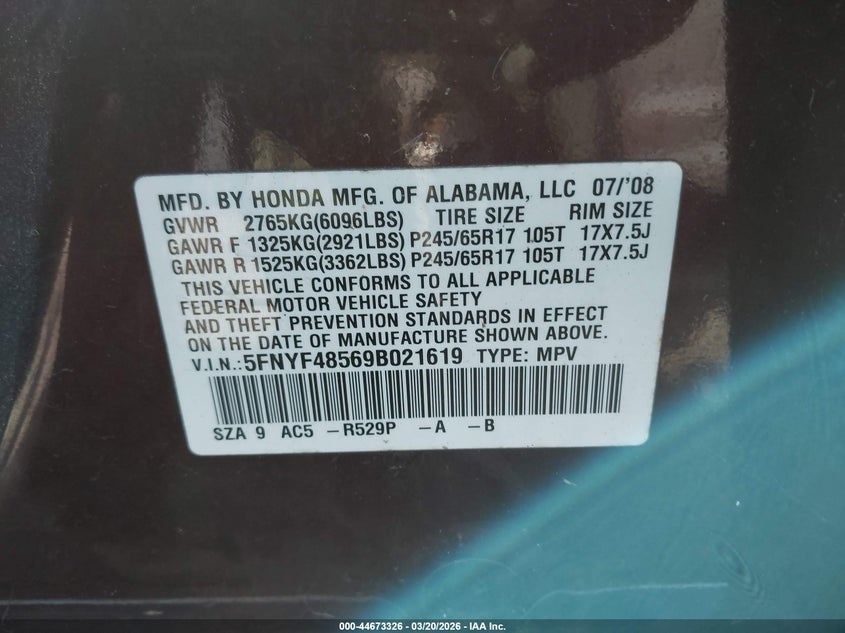 MFD. BY HONDA MFG. OF ALABAMA, LLC 07/'08
GVWR 2765KG(6096LBS) TIRE SIZE RIM SIZE
GAWR F 1325KG(2921LBS) P245/65R17 105T 17X7.5J
GAWR R 1525KG(3362LBS) P245/65R17 105T 17X7.5J
THIS VEHICLE CONFORMS TO ALL APPLICABLE
FEDERAL MOTOR VEHICLE SAFETY
AND THEFT PREVENTION STANDARDS IN EFFECT
ON THE DATE OF MANUFACTURE SHOWN ABOVE.
V.I.N.:5FNYF48569B021619 TYPE: MPV
SZA 9 AC5 -R529P -A -B
000-44673326 - 03/20/2026 - IAA Inc.